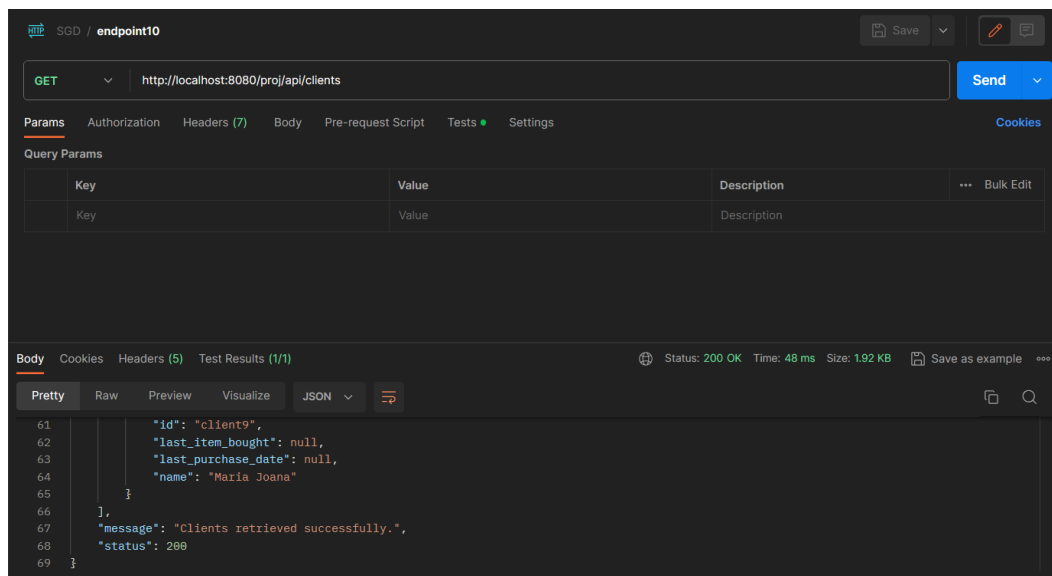 HTTP SGD / endpoint10 Save
GET http://localhost:8080/proj/api/clients Send
Params Authorization Headers (7) Body Pre-request Script Tests Settings Cookies
Query Params
Key Value Description ••• Bulk Edit
Key Value Description
Body Cookies Headers (5) Test Results (1/1) Status: 200 OK Time: 48 ms Size: 1.92 KB Save as example
Pretty Raw Preview Visualize JSON
61 "id": "client9",
62 "last_item_bought": null,
63 "last_purchase_date": null,
64 "name": "Maria Joana"
65 }
66 ],
67 "message": "Clients retrieved successfully.",
68 "status": 200
69 }